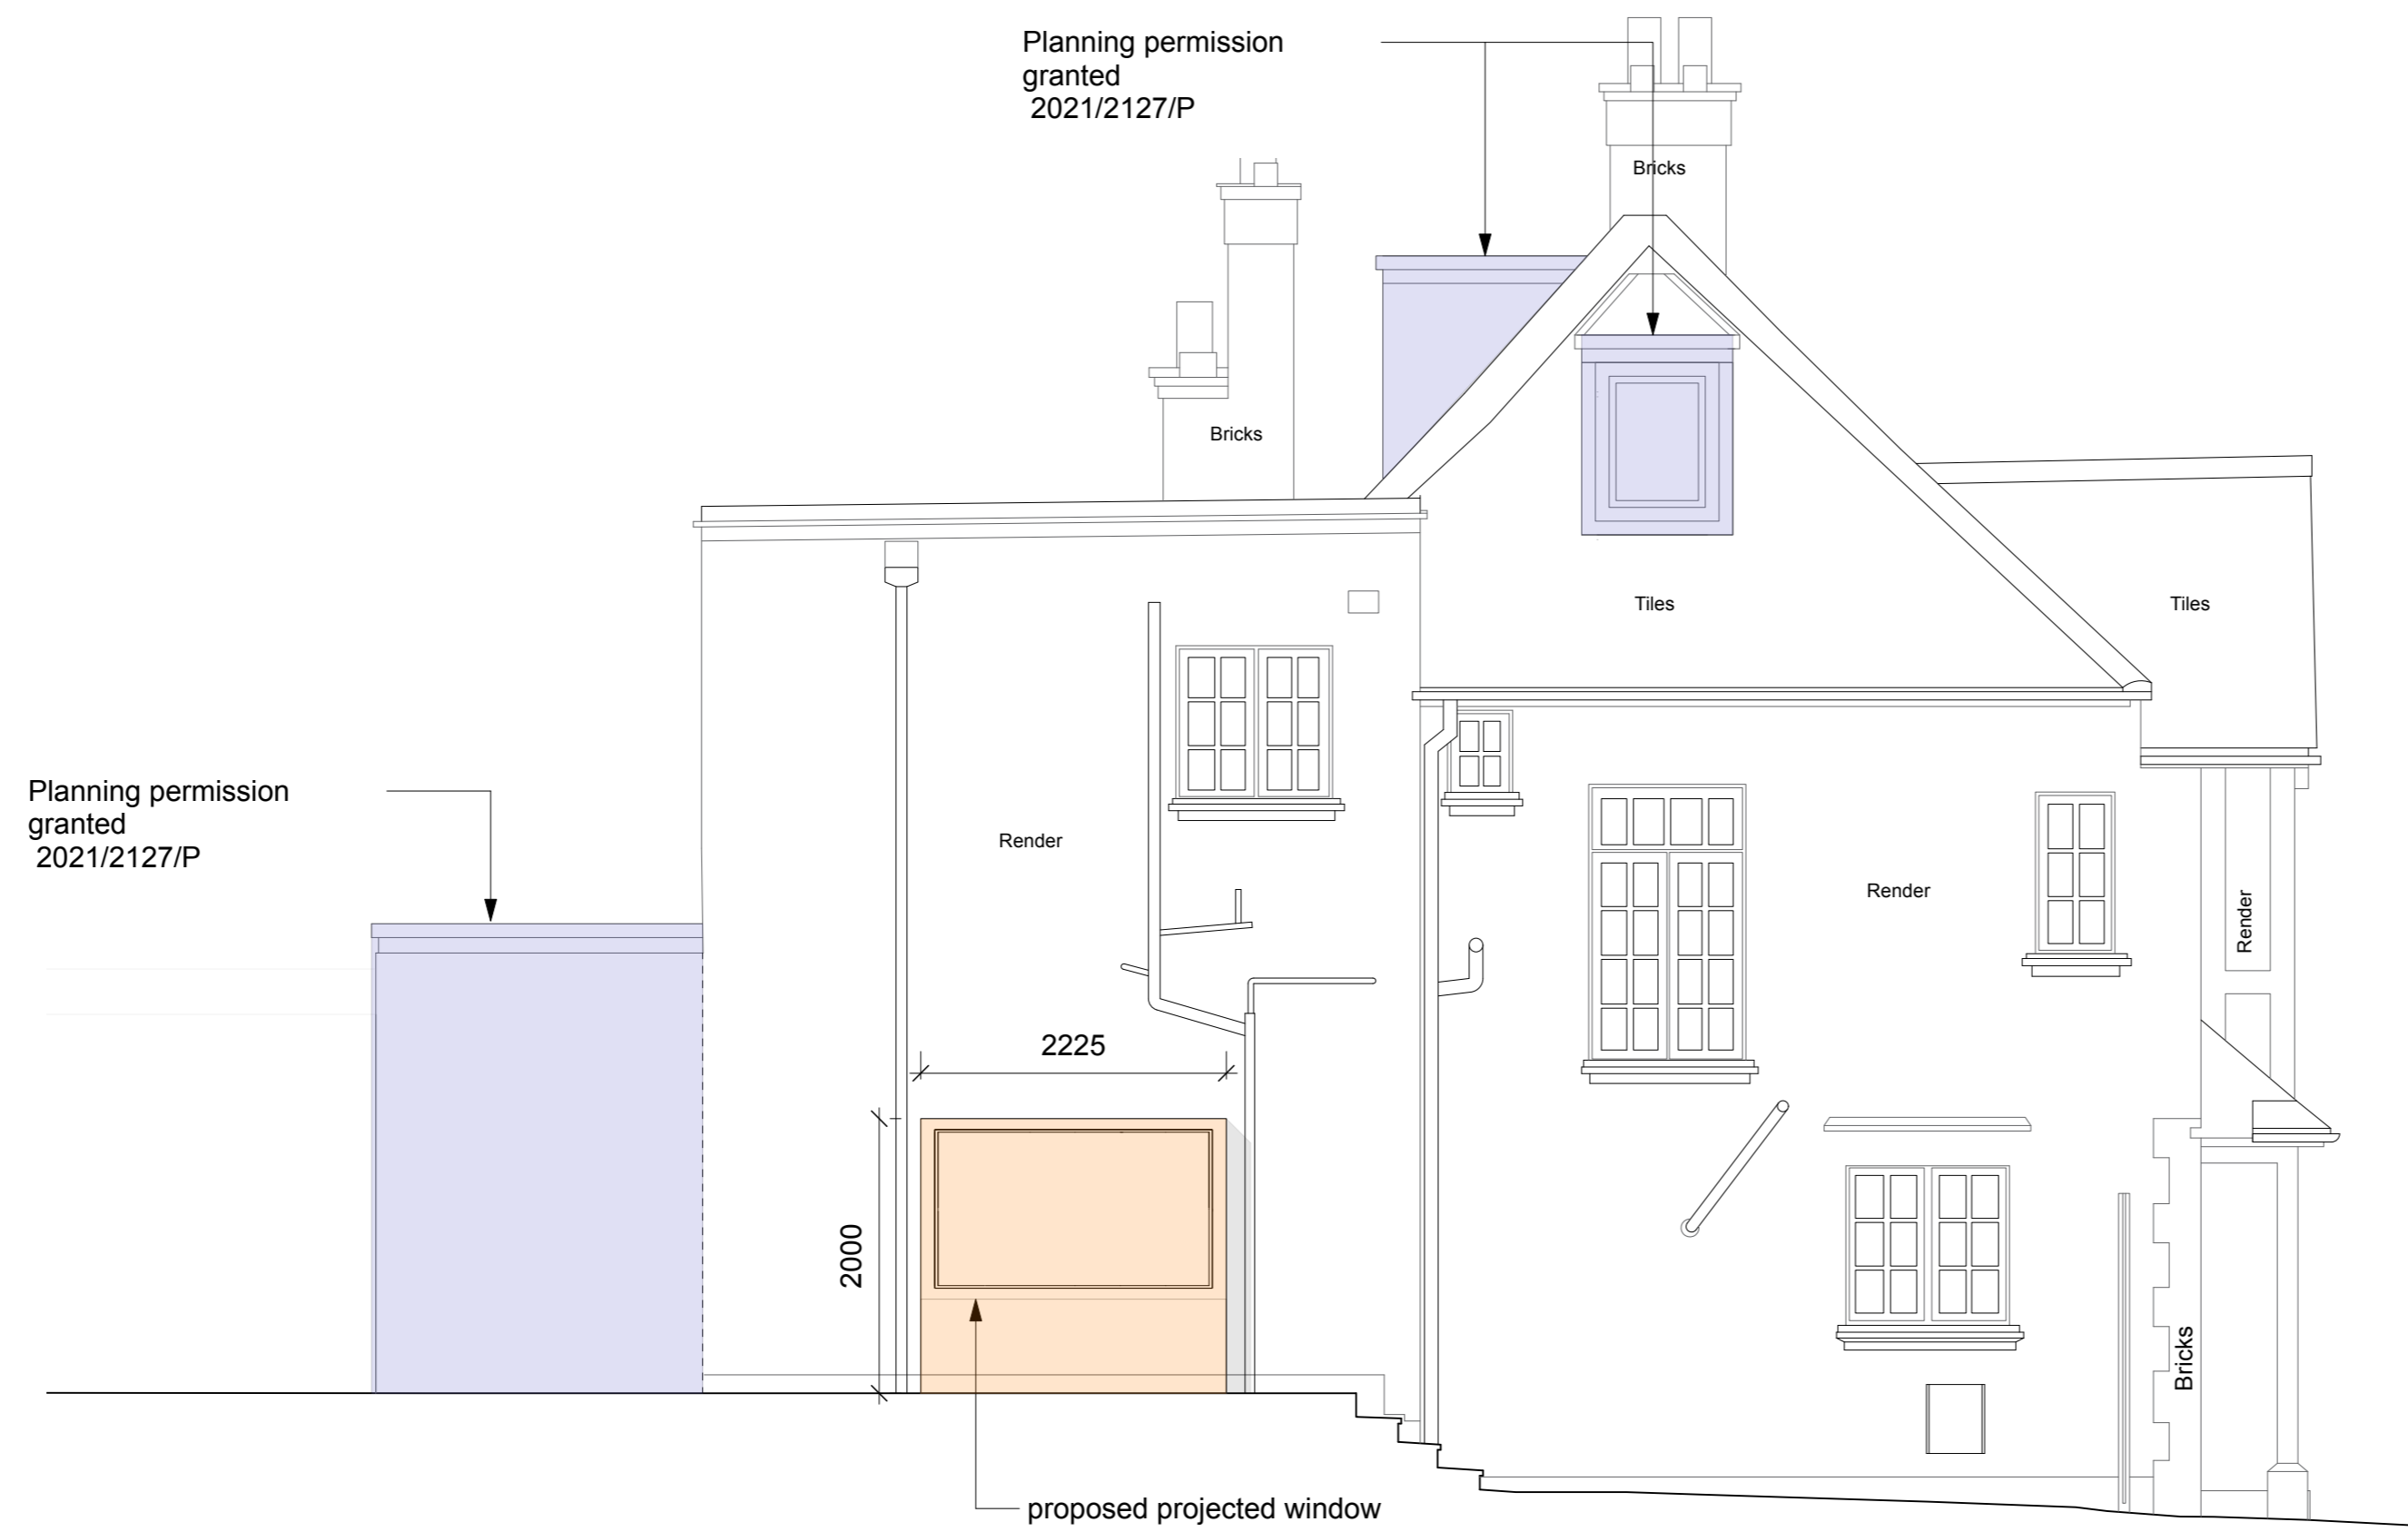 Planning permission
granted
2021/2127/P
Bricks
Bricks
Tiles
Tiles
Planning permission
granted
2021/2127/P
Render
Render
Render
2225
2000
Bricks
proposed projected window